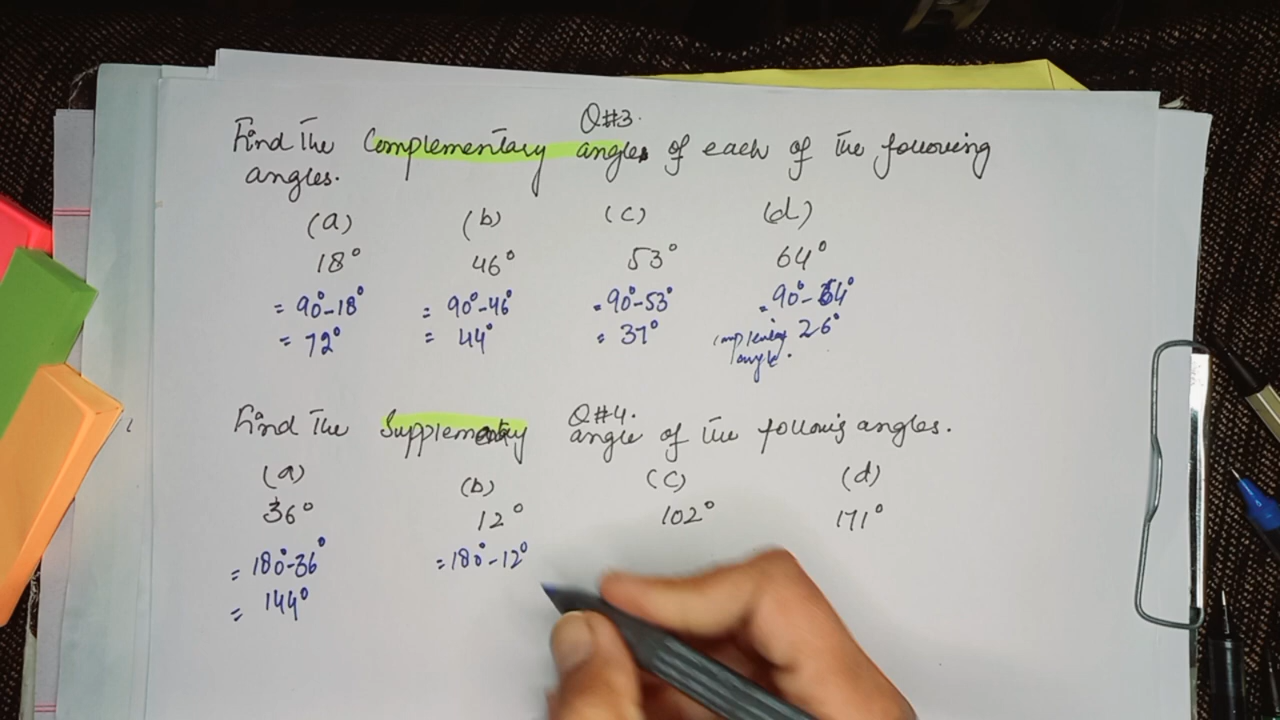 Q#3.
Find The Complementary angles of each of the following
angles.
(a) (b) (c) (d)
18° 46° 53° 64°
= 90°-18° = 90°-46° = 90°-53° = 90°-64°
= 72° = 44° = 37° 26°
angle.
Q#4.
Find The Supplementary angle of the following angles.
(a) (b) (c) (d)
36° 12° 102° 171°
= 180°-36° = 180°-12°
= 144°